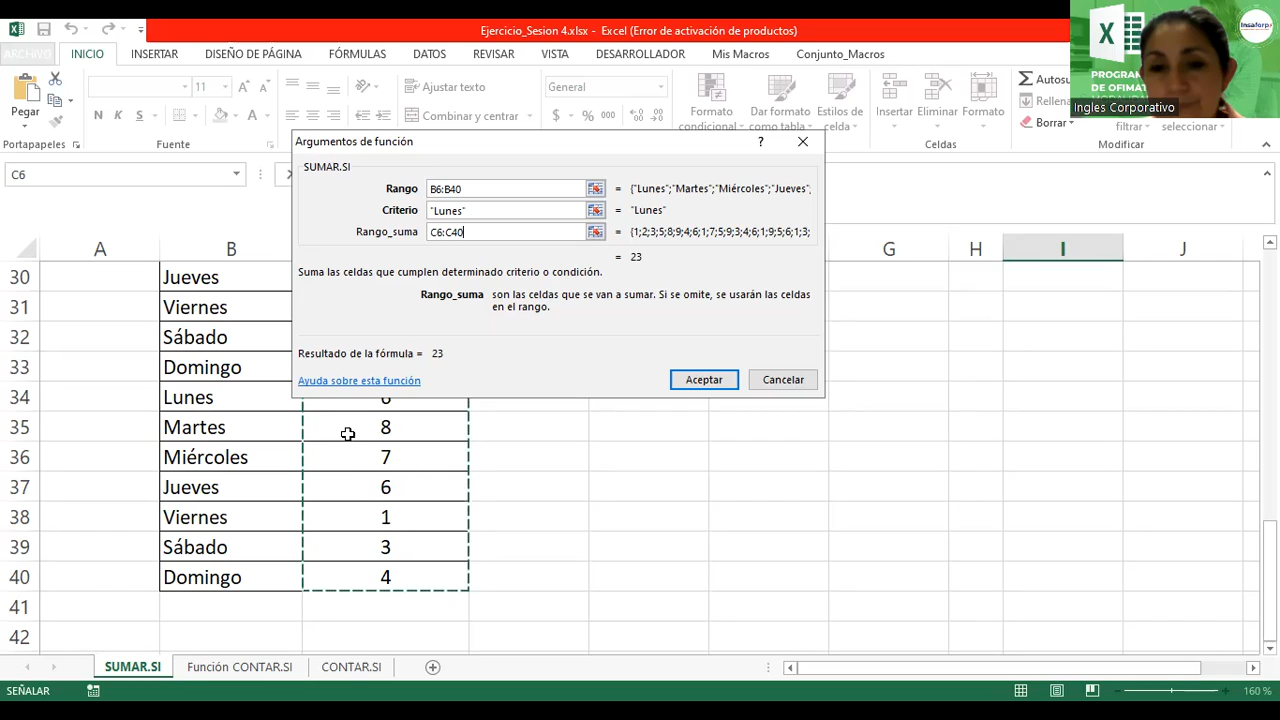 Ejercicio_Sesion 4.xlsx - Excel (Error de activación de productos)
ARCHIVO INICIO INSERTAR DISEÑO DE PÁGINA FÓRMULAS DATOS REVISAR VISTA DESARROLLADOR Mis Macros Conjunto_Macros
Pegar
Portapapeles
11
N K S
Fuente
Ajustar texto
Combinar y centrar
General
$ % 000
Formato condicional
Dar formato
Estilos de celda
Insertar Eliminar Formato
Celdas
Autosu
Rellena
Borrar
filtrar
seleccionar
Modificar
PROGRAM
DE OFIMAT
Insaforp
Ingles Corporativo
C6
Argumentos de función
SUMAR.SI
Rango B6:B40 = {"Lunes";"Martes";"Miércoles";"Jueves";
Criterio "Lunes" = "Lunes"
Rango_suma C6:C40 = {1;2;3;5;8;9;4;6;1;7;5;9;3;4;6;1;9;5;6;1;3;
= 23
Suma las celdas que cumplen determinado criterio o condición.
Rango_suma son las celdas que se van a sumar. Si se omite, se usarán las celdas
en el rango.
Resultado de la fórmula = 23
Ayuda sobre esta función
Aceptar Cancelar
A B G H I J
30 Jueves
31 Viernes
32 Sábado
33 Domingo
34 Lunes 6
35 Martes 8
36 Miércoles 7
37 Jueves 6
38 Viernes 1
39 Sábado 3
40 Domingo 4
41
42
SUMAR.SI Función CONTAR.SI CONTAR.SI
SEÑALAR
160 %